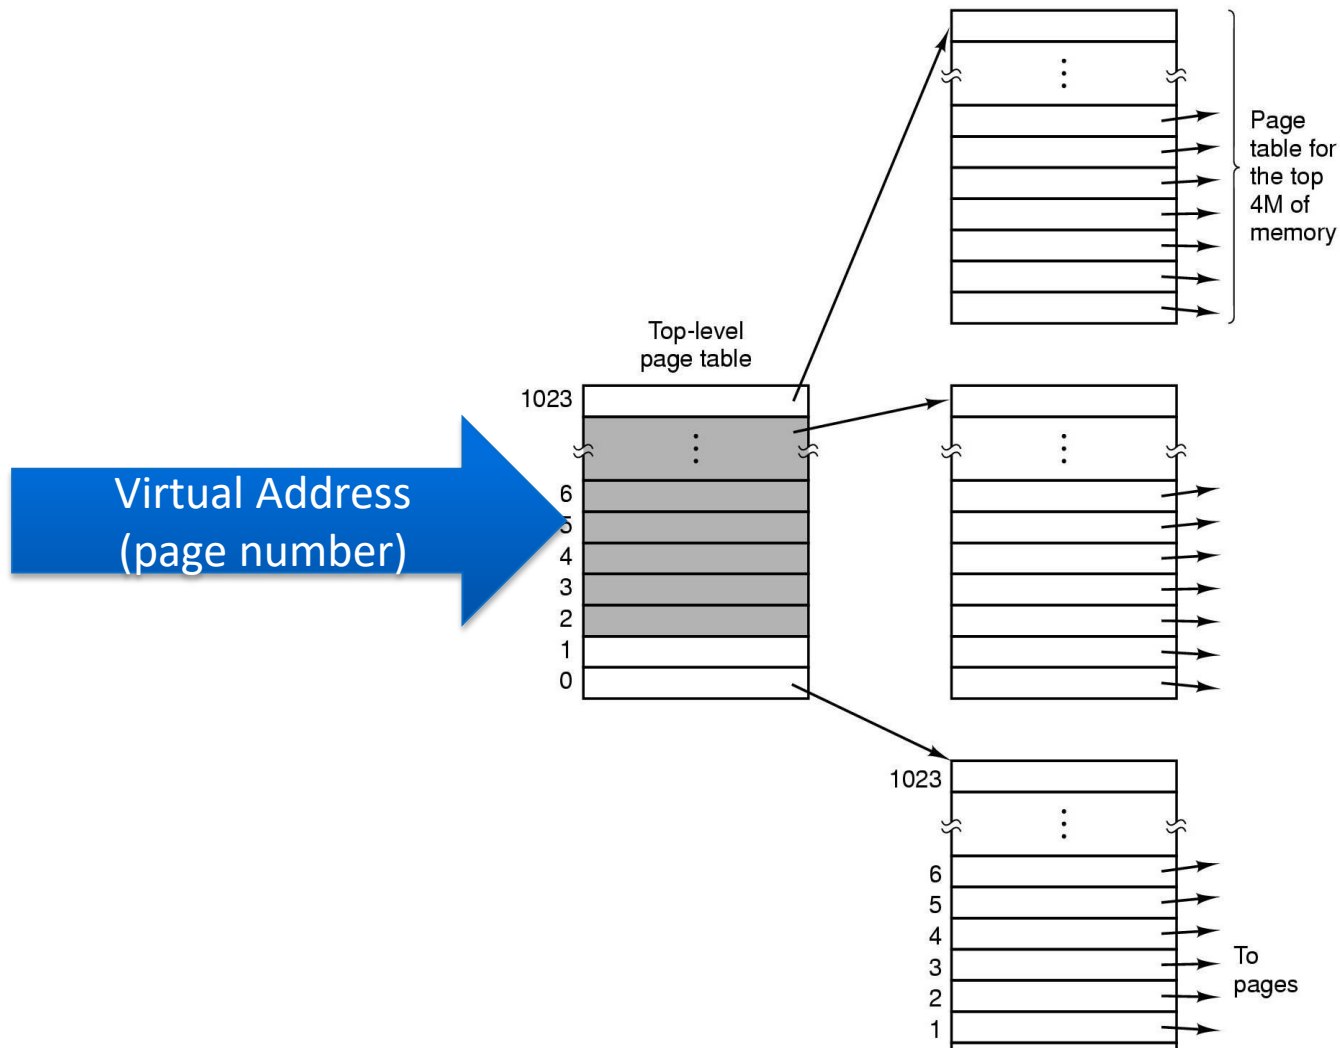 Page
table for
the top
4M of
memory
Top-level
page table
1023
6
5
4
3
2
1
0
Virtual Address
(page number)
1023
6
5
4
3
2
1
To
pages